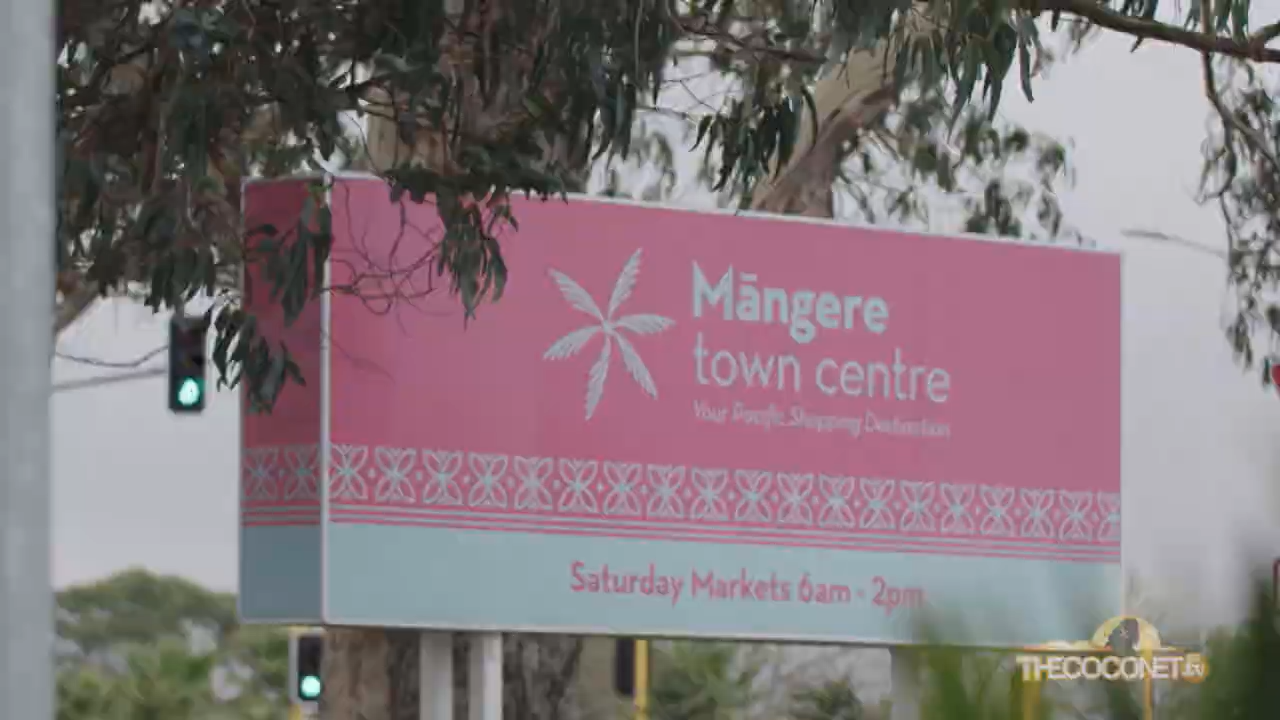 Māngere
town centre
Your Pacific Shopping Destination
Saturday Markets 6am - 2pm
THECOCONET.TV